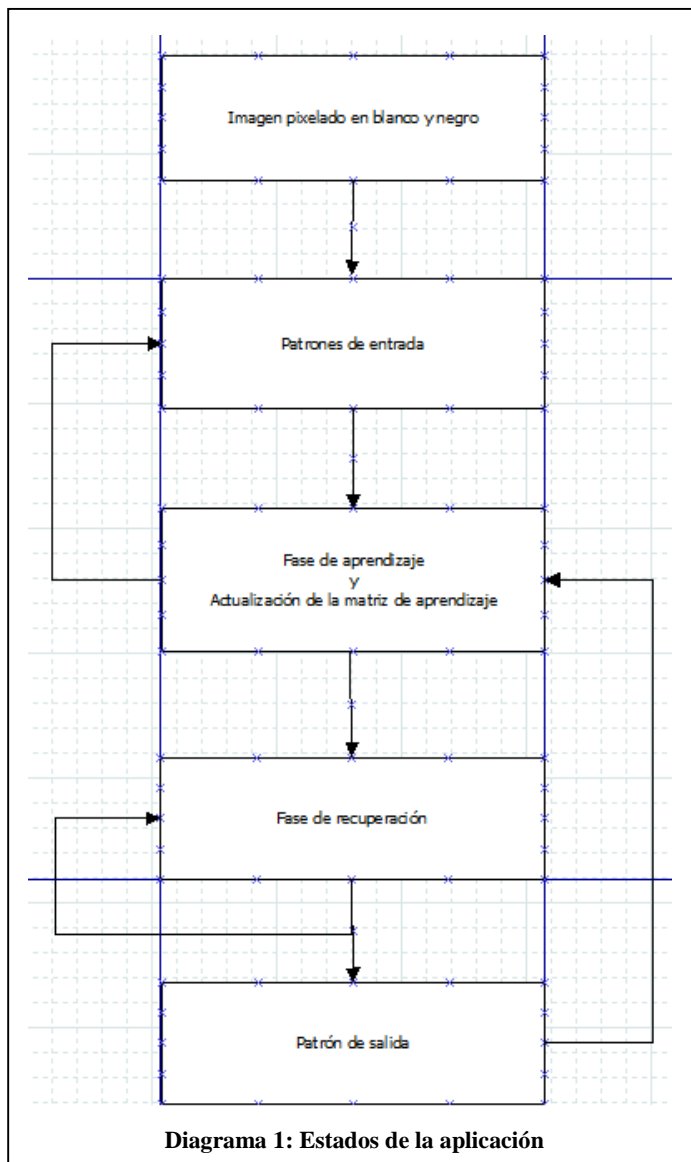 Imagen pixelado en blanco y negro
Patrones de entrada
Fase de aprendizaje
y
Actualización de la matriz de aprendizaje
Fase de recuperación
Patrón de salida
Diagrama 1: Estados de la aplicación